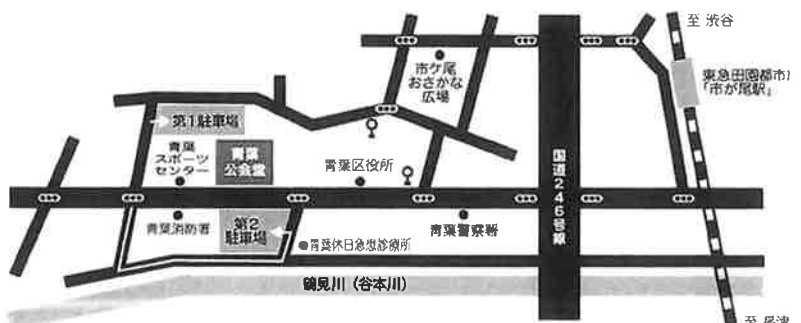 至 渋谷
東急田園都市
「市が尾駅」
市ケ尾
おさかな
広場
第1駐車場
青葉
スポーツ
センター
青葉
公会堂
青葉区役所
国道246号線
青葉消防署
第2
駐車場
青葉休日急患診療所
青葉警察署
鶴見川（谷本川）